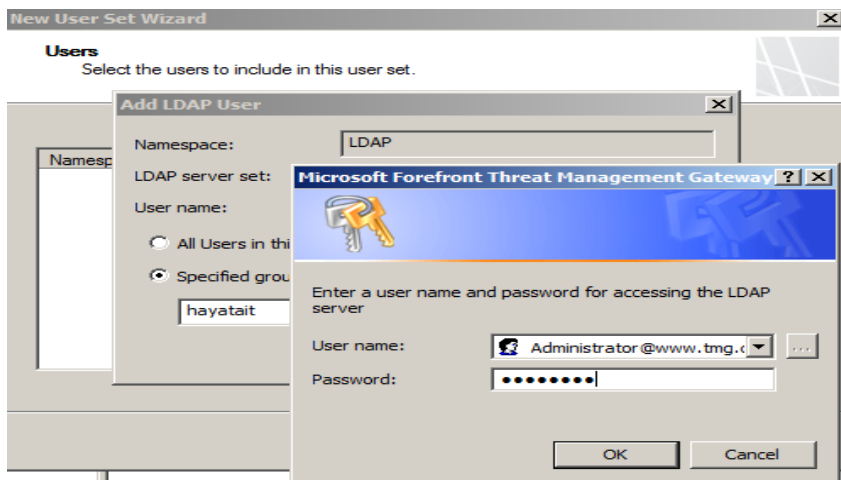 New User Set Wizard
Users
Select the users to include in this user set.
Add LDAP User
Namespace:
LDAP
Namesp
LDAP server set:
Microsoft Forefront Threat Management Gateway
User name:
All Users in thi
Specified grou
hayatait
Enter a user name and password for accessing the LDAP
server
User name:
Administrator@www.tmg.
Password:
OK
Cancel